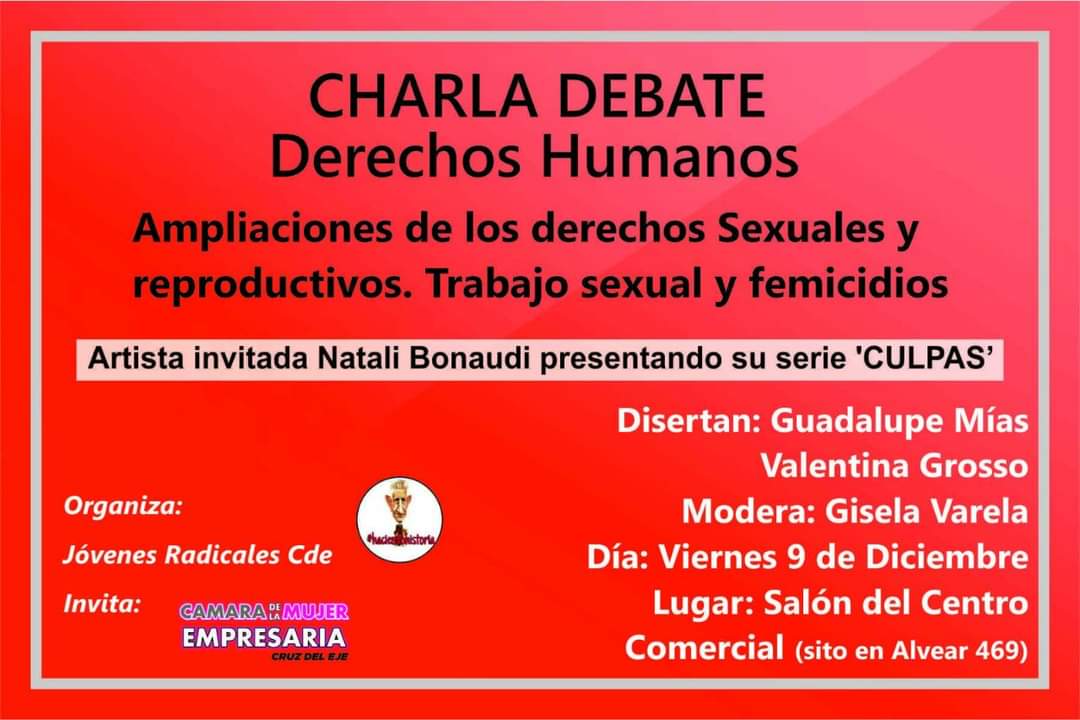 CHARLA DEBATE
Derechos Humanos
Ampliaciones de los derechos Sexuales y
reproductivos. Trabajo sexual y femicidios
Artista invitada Natali Bonaudi presentando su serie 'CULPAS’
Disertan: Guadalupe Mías
Valentina Grosso
Modera: Gisela Varela
Día: Viernes 9 de Diciembre
Lugar: Salón del Centro
Comercial (sito en Alvear 469)
Organiza:
Jóvenes Radicales Cde
Invita:
CAMARA DE LA MUJER
EMPRESARIA
CRUZ DEL EJE